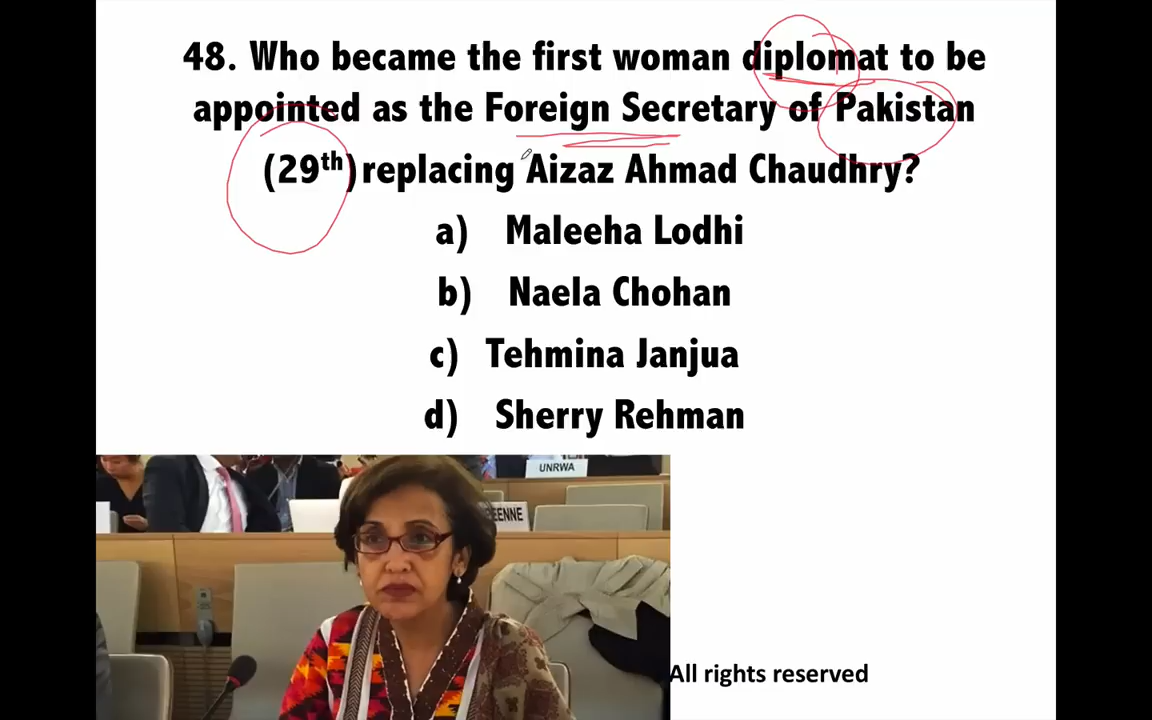 48. Who became the first woman diplomat to be
appointed as the Foreign Secretary of Pakistan
(29th) replacing Aizaz Ahmad Chaudhry?
a) Maleeha Lodhi
b) Naela Chohan
c) Tehmina Janjua
d) Sherry Rehman
UNRWA
All rights reserved